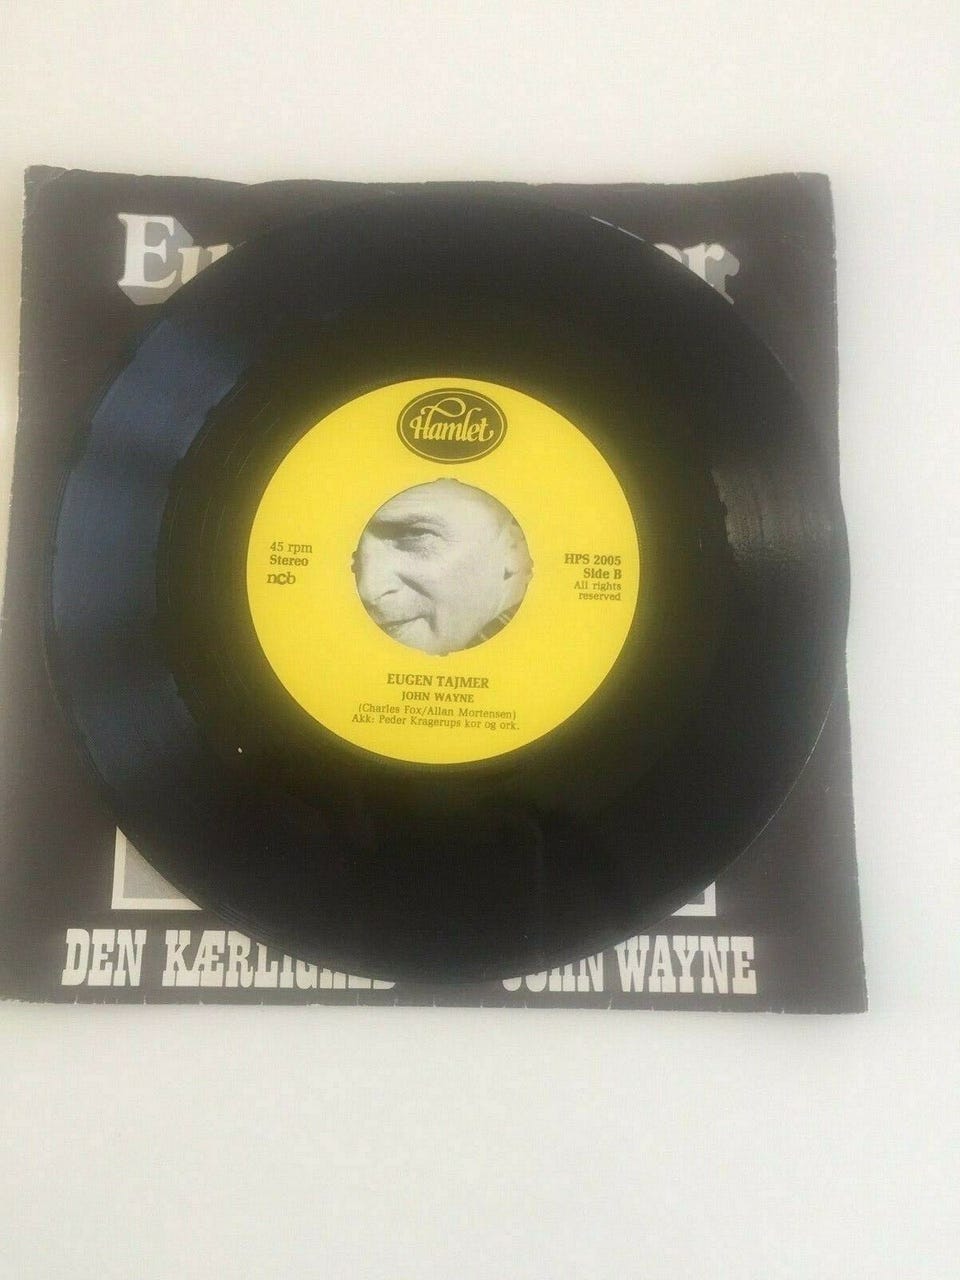 Hamlet
45 rpm
Stereo
ncb
HPS 2005
Side B
All rights
reserved
EUGEN TAJMER
JOHN WAYNE
(Charles Fox/Allan Mortensen)
Akk: Peder Kragerups kor og ork.
DEN KÆRLIGHED JOHN WAYNE